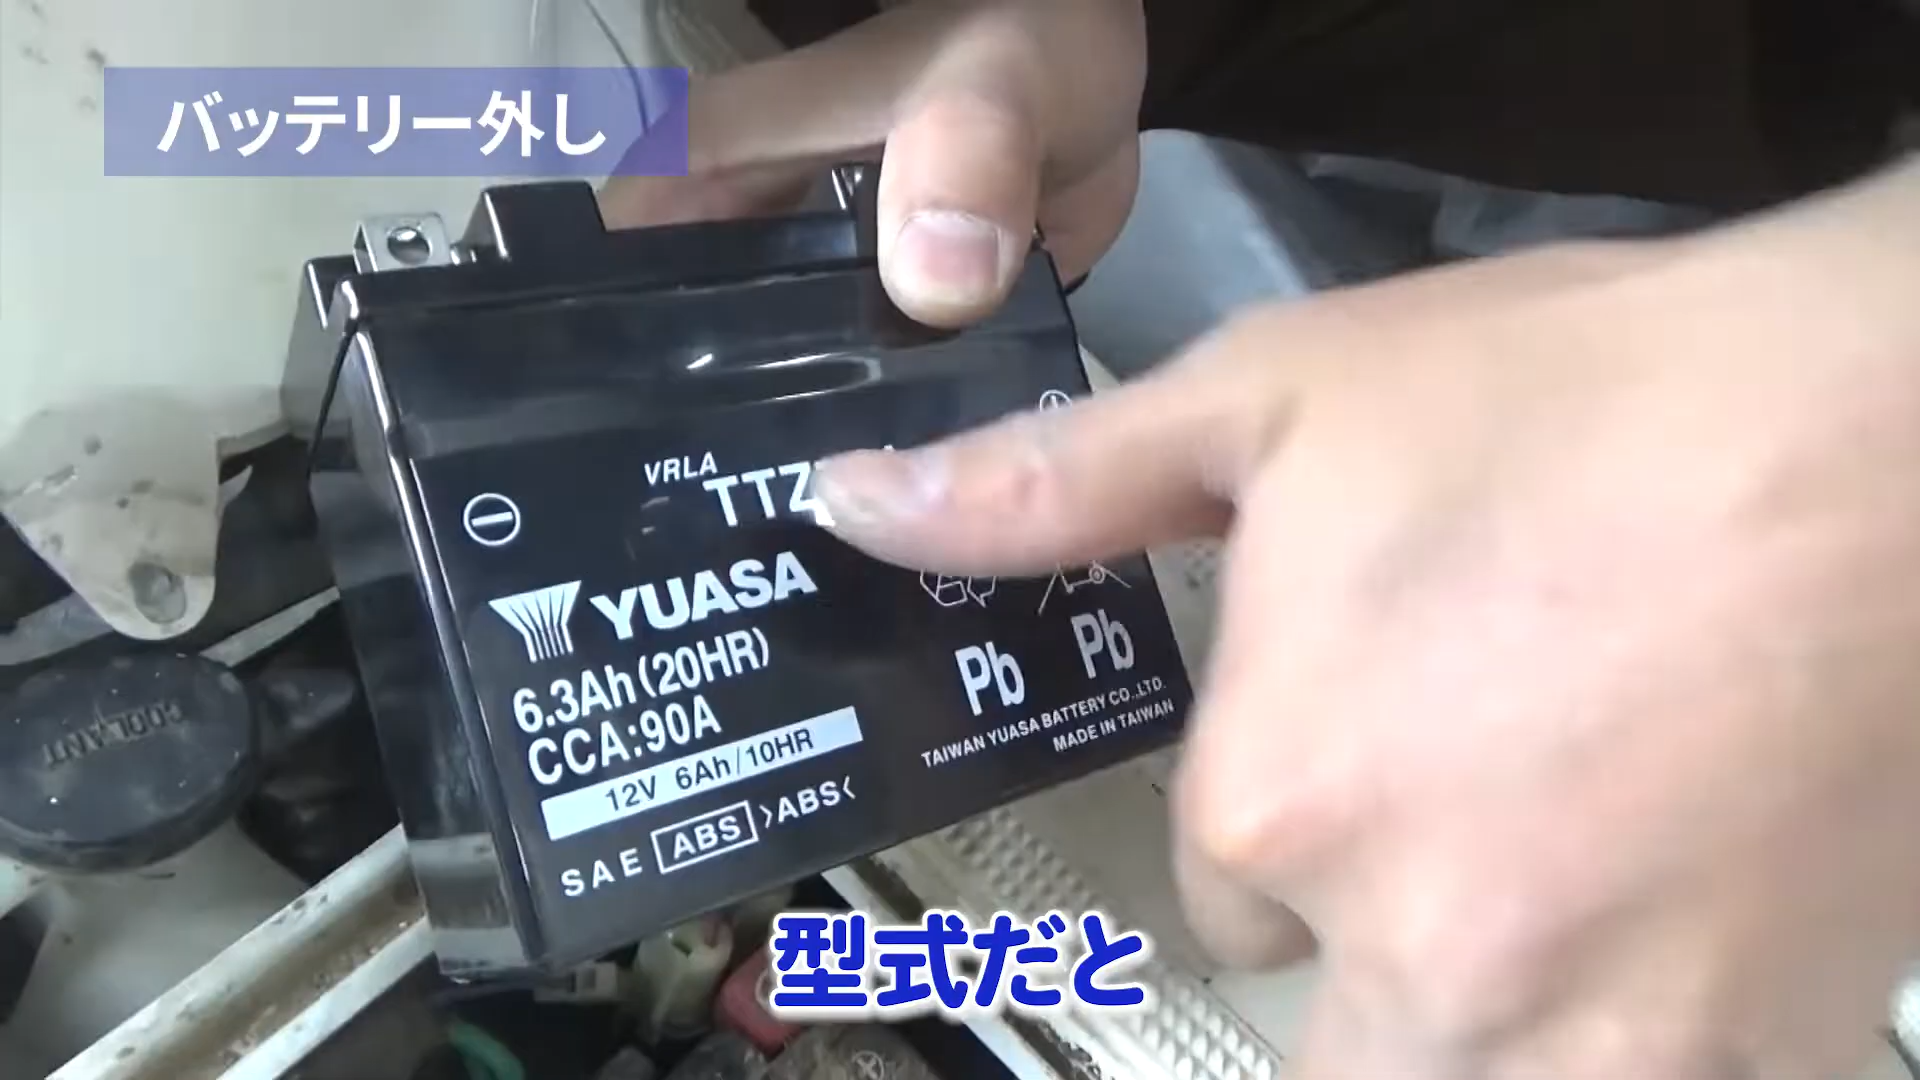 バッテリー外し
VRLA
TTZ
YUASA
6.3Ah(20HR)
CCA:90A
12V 6Ah/10HR
SAE ABS >ABS<
Pb Pb
TAIWAN YUASA BATTERY CO.,LTD.
MADE IN TAIWAN
COOLANT
型式だと